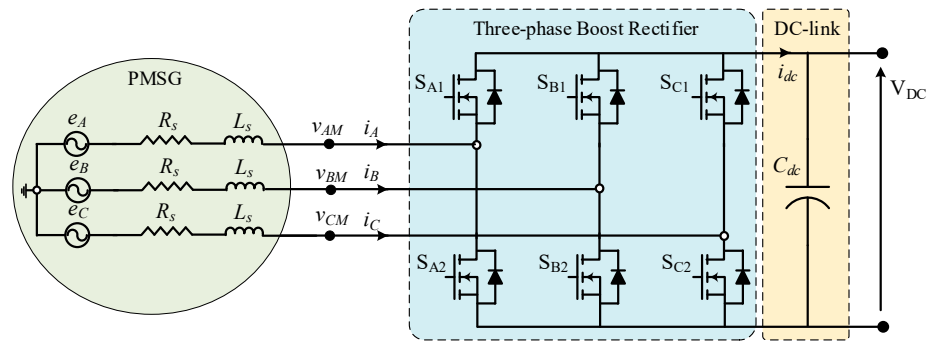 Three-phase Boost Rectifier
DC-link
PMSG
S_A1
S_B1
S_C1
i_dc
V_DC
e_A
R_s
L_s
v_AM
i_A
e_B
R_s
L_s
v_BM
i_B
C_dc
e_C
R_s
L_s
v_CM
i_C
S_A2
S_B2
S_C2